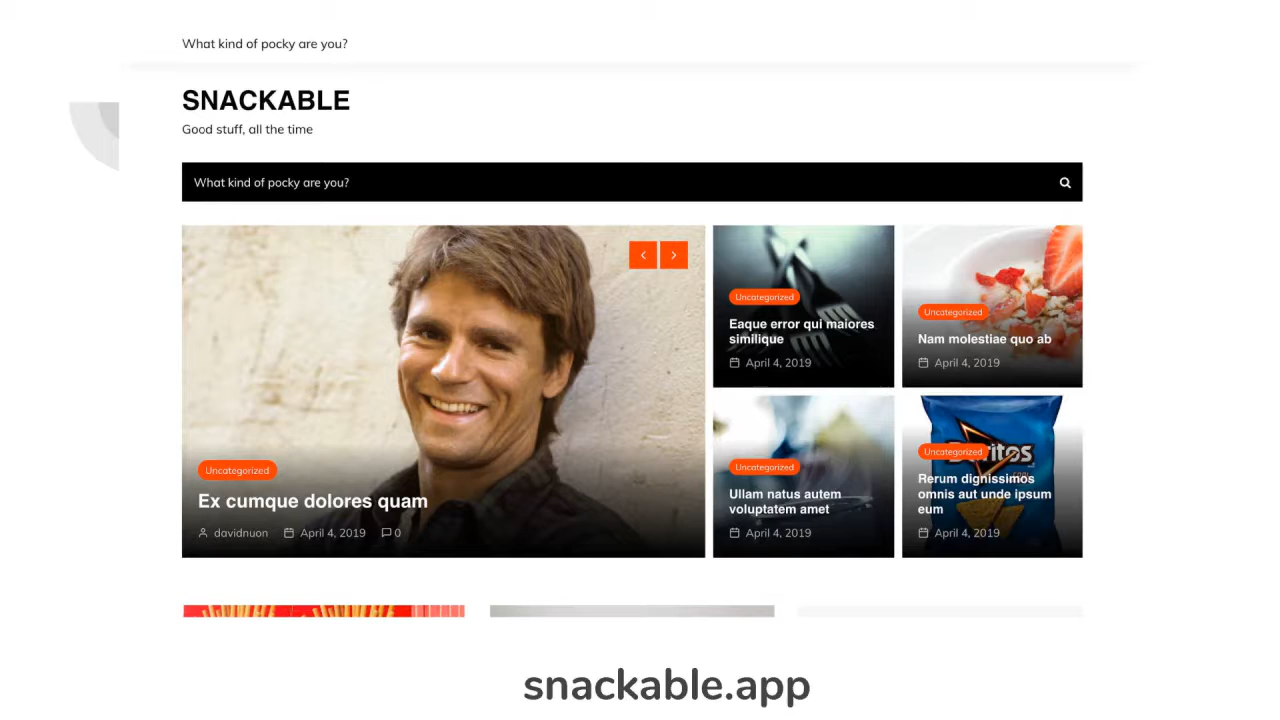 What kind of pocky are you?
SNACKABLE
Good stuff, all the time
What kind of pocky are you?
Uncategorized
Ex cumque dolores quam
davidnuon April 4, 2019 0
Uncategorized
Eaque error qui maiores
similique
April 4, 2019
Uncategorized
Nam molestiae quo ab
April 4, 2019
Uncategorized
Ullam natus autem
voluptatem amet
April 4, 2019
Doritos
Uncategorized
Rerum dignissimos
omnis aut unde ipsum
eum
April 4, 2019
snackable.app